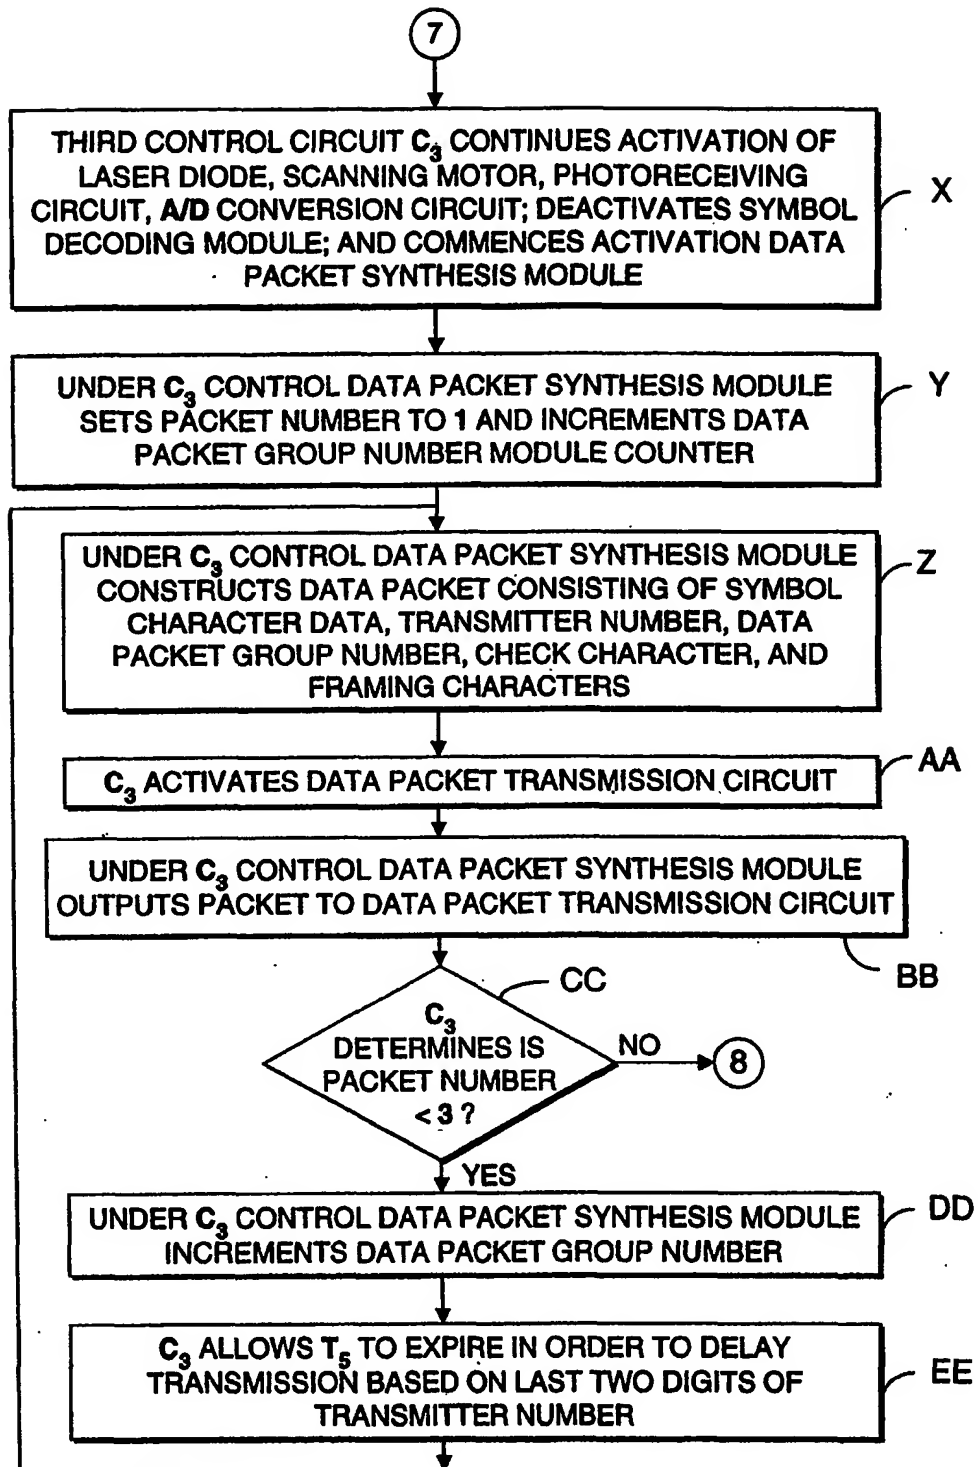 7
THIRD CONTROL CIRCUIT C₃ CONTINUES ACTIVATION OF
LASER DIODE, SCANNING MOTOR, PHOTORECEIVING
CIRCUIT, A/D CONVERSION CIRCUIT; DEACTIVATES SYMBOL
DECODING MODULE; AND COMMENCES ACTIVATION DATA
PACKET SYNTHESIS MODULE
X
UNDER C₃ CONTROL DATA PACKET SYNTHESIS MODULE
SETS PACKET NUMBER TO 1 AND INCREMENTS DATA
PACKET GROUP NUMBER MODULE COUNTER
Y
UNDER C₃ CONTROL DATA PACKET SYNTHESIS MODULE
CONSTRUCTS DATA PACKET CONSISTING OF SYMBOL
CHARACTER DATA, TRANSMITTER NUMBER, DATA
PACKET GROUP NUMBER, CHECK CHARACTER, AND
FRAMING CHARACTERS
Z
C₃ ACTIVATES DATA PACKET TRANSMISSION CIRCUIT
AA
UNDER C₃ CONTROL DATA PACKET SYNTHESIS MODULE
OUTPUTS PACKET TO DATA PACKET TRANSMISSION CIRCUIT
BB
CC
C₃
DETERMINES IS
PACKET NUMBER
< 3 ?
NO
8
YES
UNDER C₃ CONTROL DATA PACKET SYNTHESIS MODULE
INCREMENTS DATA PACKET GROUP NUMBER
DD
C₃ ALLOWS T₅ TO EXPIRE IN ORDER TO DELAY
TRANSMISSION BASED ON LAST TWO DIGITS OF
TRANSMITTER NUMBER
EE